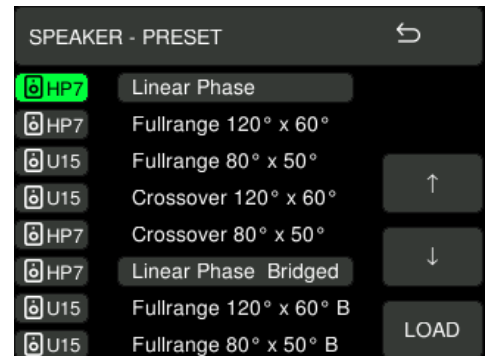 SPEAKER - PRESET
HP7 Linear Phase
HP7 Fullrange 120° x 60°
U15 Fullrange 80° x 50°
U15 Crossover 120° x 60°
HP7 Crossover 80° x 50°
HP7 Linear Phase Bridged
U15 Fullrange 120° x 60° B
U15 Fullrange 80° x 50° B
↑
↓
LOAD